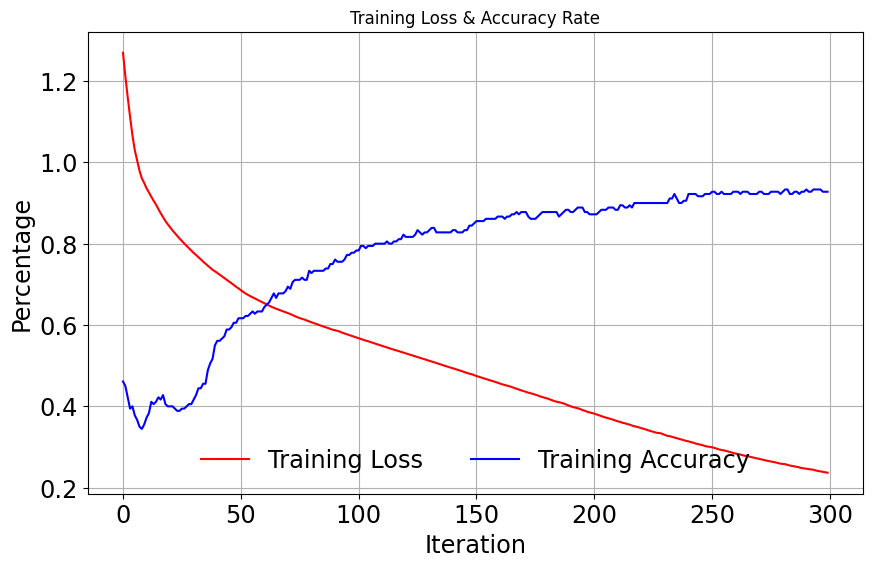 Training Loss & Accuracy Rate
Percentage
1.2
1.0
0.8
0.6
0.4
0.2
Training Loss
Training Accuracy
0 50 100 150 200 250 300
Iteration